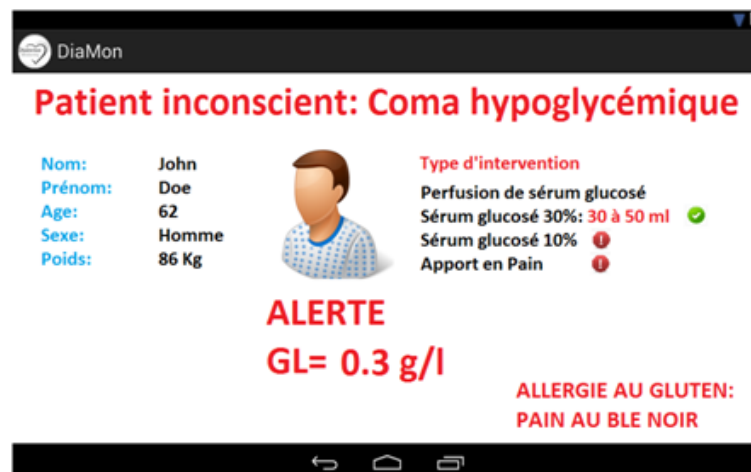 DiaMon
Patient inconscient: Coma hypoglycémique
Nom: John
Prénom: Doe
Age: 62
Sexe: Homme
Poids: 86 Kg
Type d'intervention
Perfusion de sérum glucosé
Sérum glucosé 30%: 30 à 50 ml
Sérum glucosé 10%
Apport en Pain
ALERTE
GL= 0.3 g/l
ALLERGIE AU GLUTEN:
PAIN AU BLE NOIR